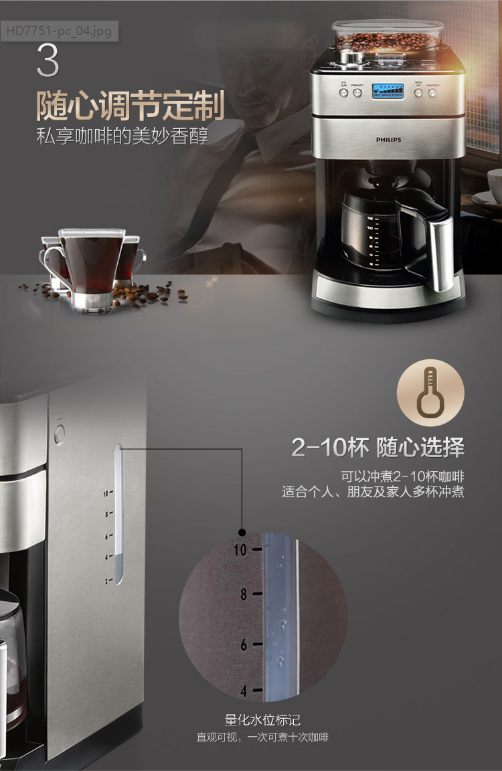 HD7751-pc_04.jpg
3
随心调节定制
私享咖啡的美妙香醇
PHILIPS
2-10杯 随心选择
可以冲煮2-10杯咖啡
适合个人、朋友及家人多杯冲煮
10
8
6
4
2
10
8
6
4
量化水位标记
直观可视，一次可煮十次咖啡